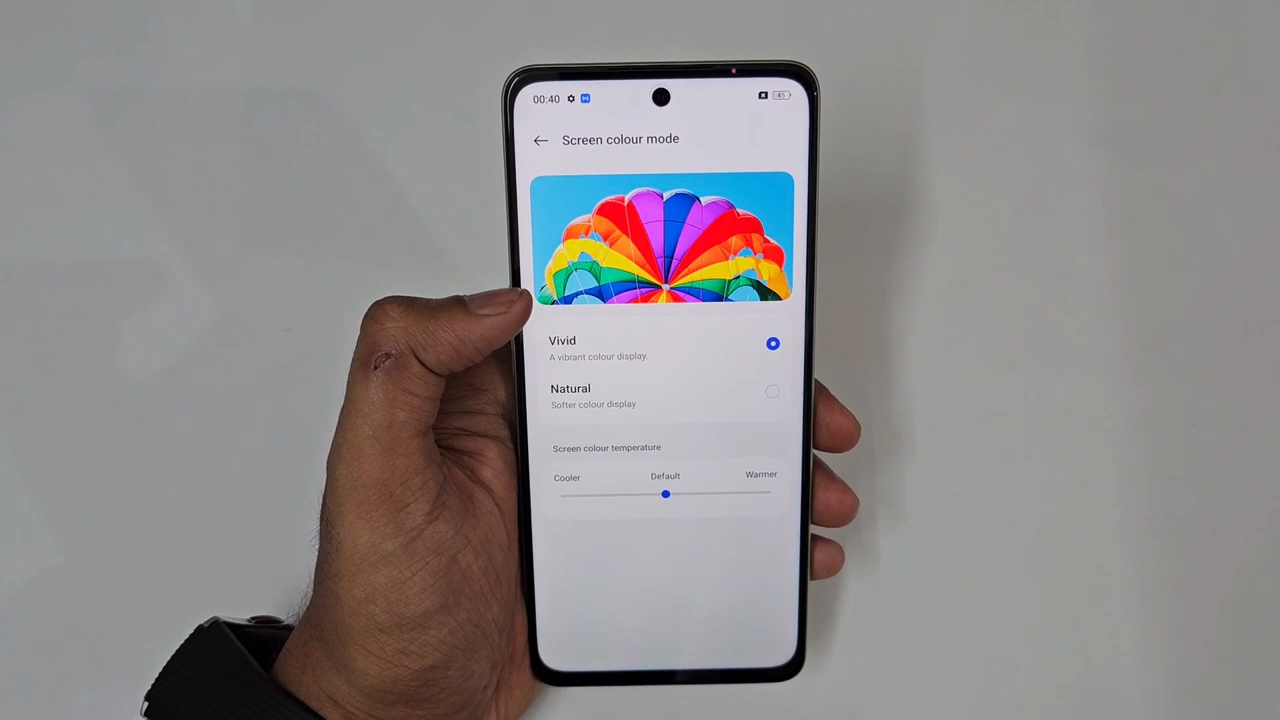 00:40
45
Screen colour mode
Vivid
A vibrant colour display.
Natural
Softer colour display
Screen colour temperature
Cooler Default Warmer